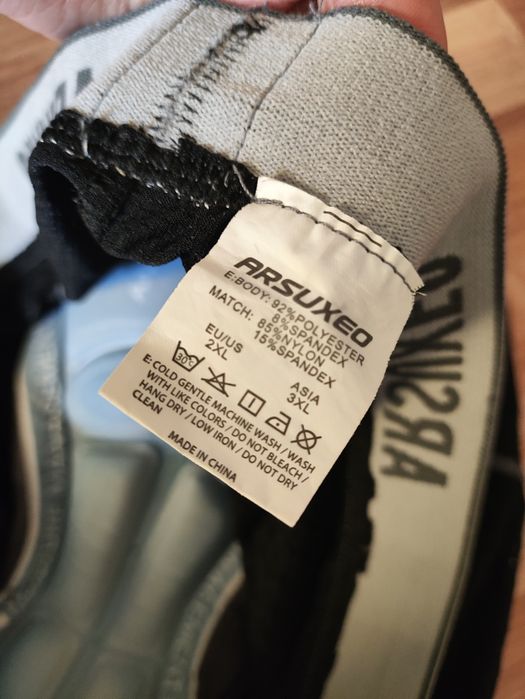 ARSUXEO
E:BODY: 92%POLYESTER
8%SPANDEX
MATCH: 85%NYLON
15%SPANDEX
EU/US ASIA
2XL 3XL
30°C
E:COLD GENTLE MACHINE WASH / WASH
WITH LIKE COLORS / DO NOT BLEACH /
HANG DRY / LOW IRON / DO NOT DRY
CLEAN
MADE IN CHINA
ARSUXEO